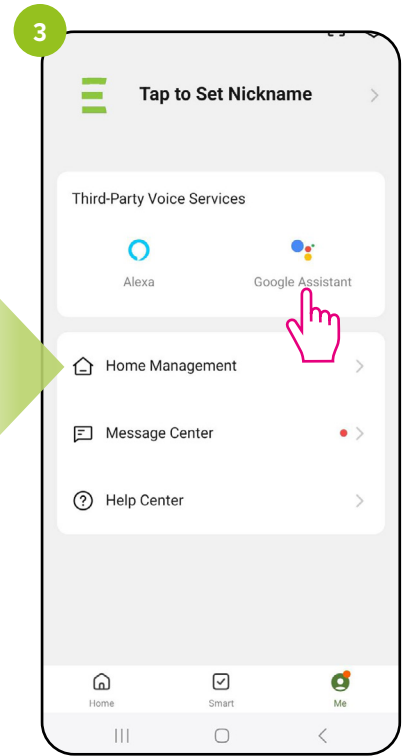 3
Tap to Set Nickname
Third-Party Voice Services
Alexa Google Assistant
Home Management
Message Center
Help Center
Home Smart Me